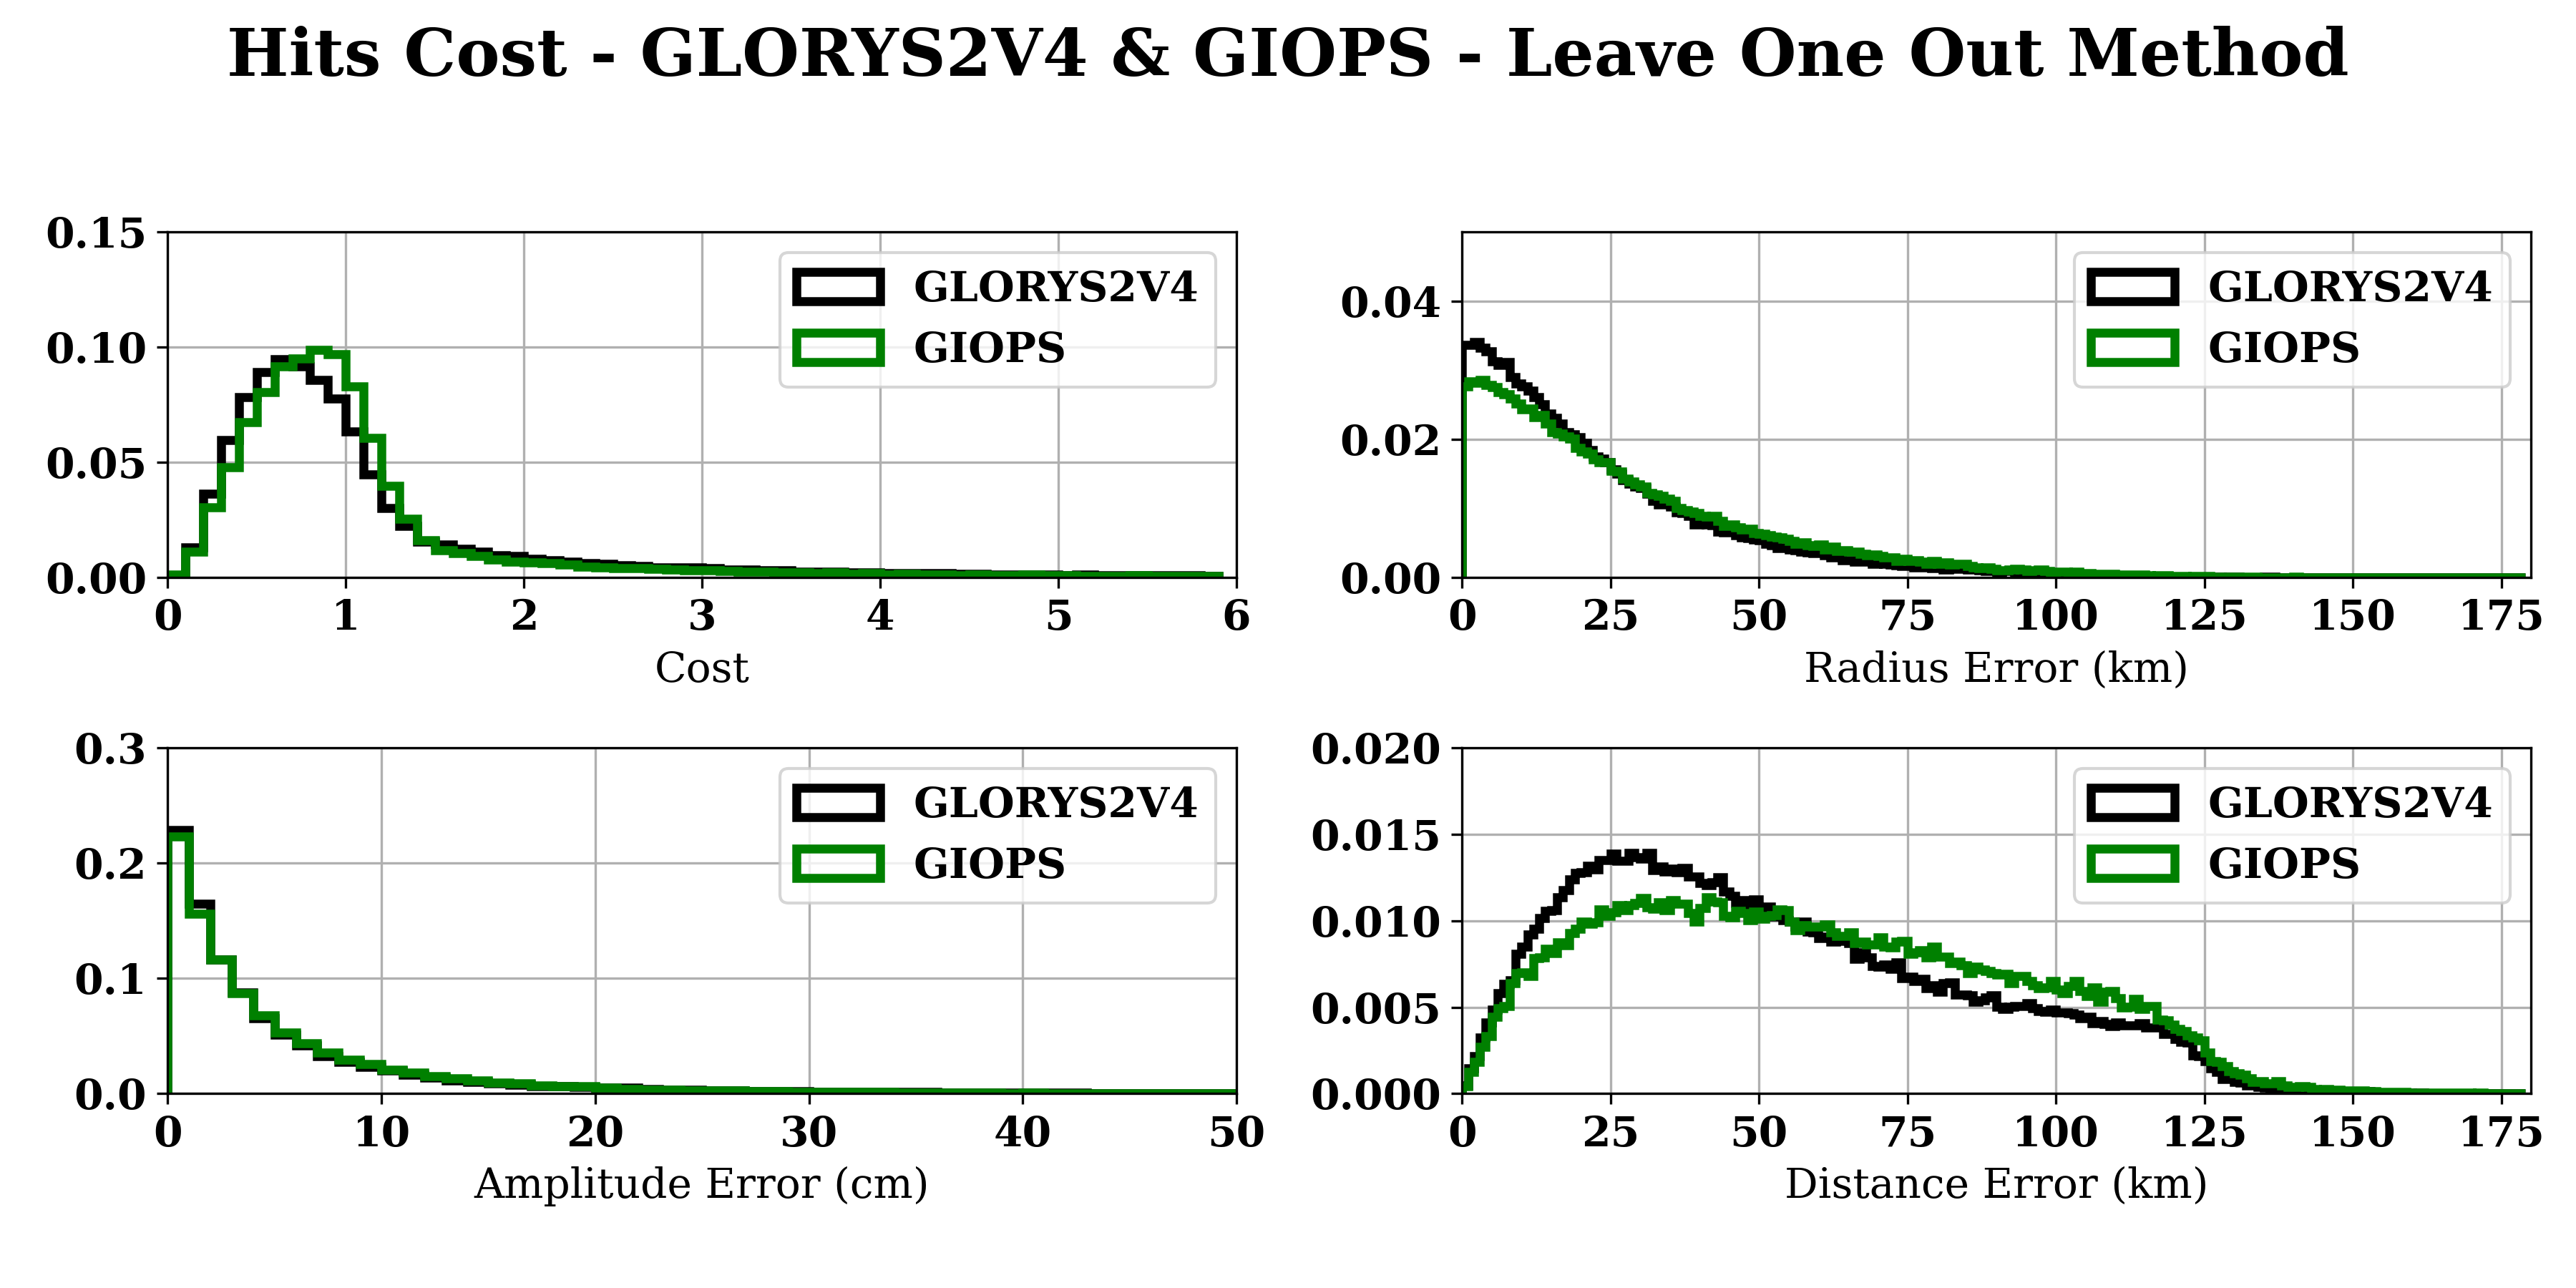 Hits Cost - GLORYS2V4 & GIOPS - Leave One Out Method
0.15
0.10
0.05
0.00
0 1 2 3 4 5 6
Cost
GLORYS2V4
GIOPS
0.04
0.02
0.00
0 25 50 75 100 125 150 175
Radius Error (km)
GLORYS2V4
GIOPS
0.3
0.2
0.1
0.0
0 10 20 30 40 50
Amplitude Error (cm)
GLORYS2V4
GIOPS
0.020
0.015
0.010
0.005
0.000
0 25 50 75 100 125 150 175
Distance Error (km)
GLORYS2V4
GIOPS